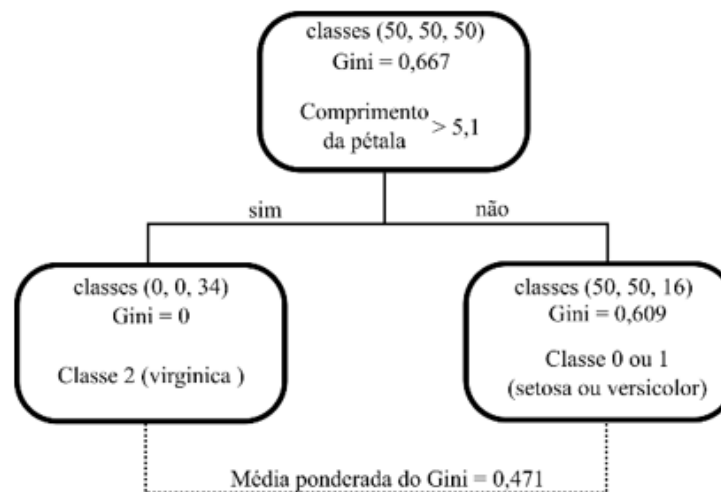 classes (50, 50, 50)
Gini = 0,667
Comprimento
da pétala > 5,1
sim
não
classes (0, 0, 34)
Gini = 0
Classe 2 (virginica )
classes (50, 50, 16)
Gini = 0,609
Classe 0 ou 1
(setosa ou versicolor)
Média ponderada do Gini = 0,471